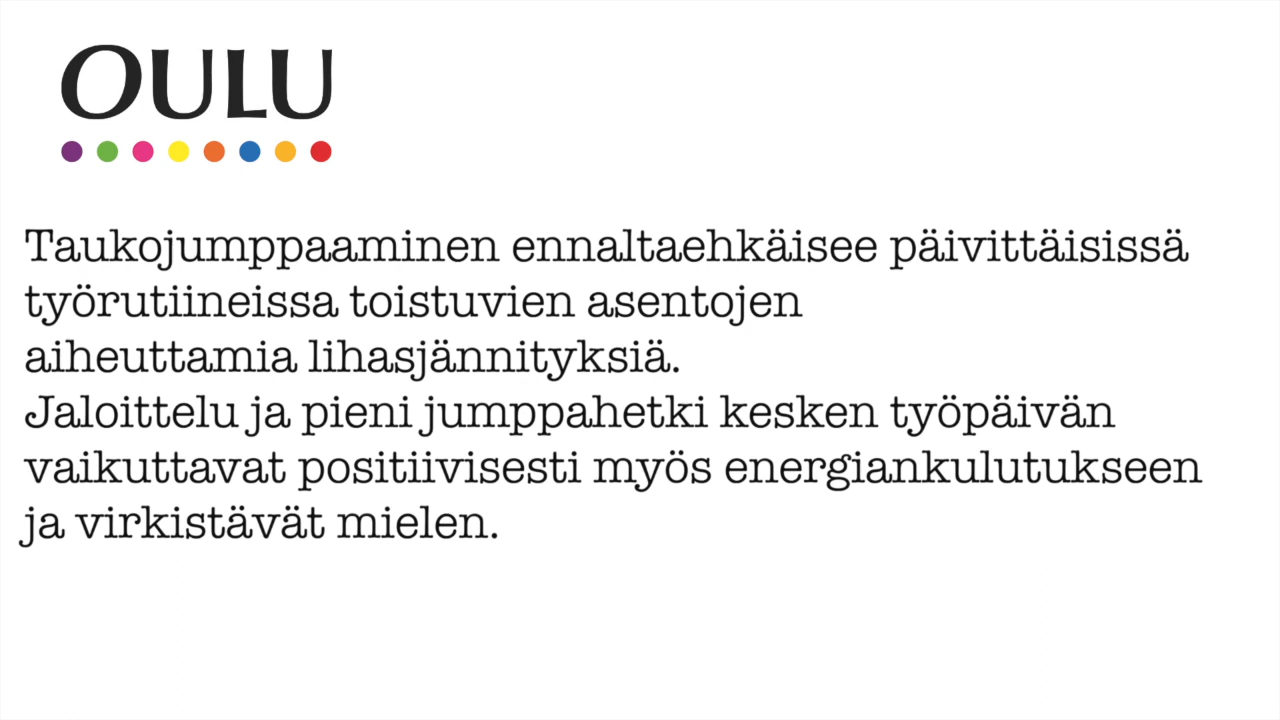 OULU
Taukojumppaaminen ennaltaehkäisee päivittäisissä
työrutiineissa toistuvien asentojen
aiheuttamia lihasjännityksiä.
Jaloittelu ja pieni jumppahetki kesken työpäivän
vaikuttavat positiivisesti myös energiankulutukseen
ja virkistävät mielen.